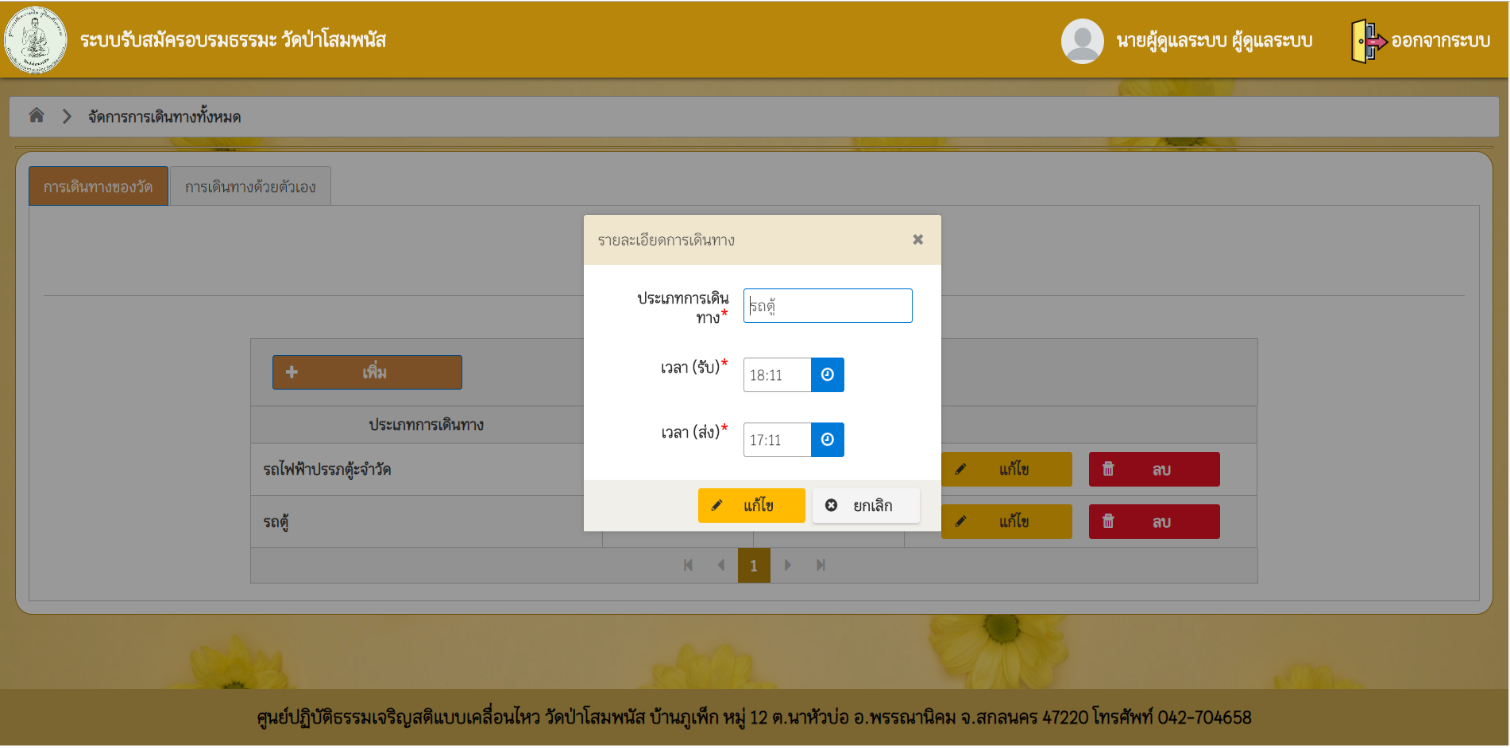 ระบบรับสมัครอบรมธรรมะ วัดป่าโสมพนัส
นายผู้ดูแลระบบ ผู้ดูแลระบบ
ออกจากระบบ
จัดการการเดินทางทั้งหมด
การเดินทางของวัด
การเดินทางด้วยตัวเอง
รายละเอียดการเดินทาง
ประเภทการเดิน
ทาง*
รถตู้
เวลา (รับ)*
18:11
เวลา (ส่ง)*
17:11
แก้ไข
ยกเลิก
เพิ่ม
ประเภทการเดินทาง
รถไฟฟ้าปรรภตู้ะจำวัด
แก้ไข
ลบ
รถตู้
แก้ไข
ลบ
1
ศูนย์ปฏิบัติธรรมเจริญสติแบบเคลื่อนไหว วัดป่าโสมพนัส บ้านภูเพ็ก หมู่ 12 ต.นาหัวบ่อ อ.พรรณานิคม จ.สกลนคร 47220 โทรศัพท์ 042-704658